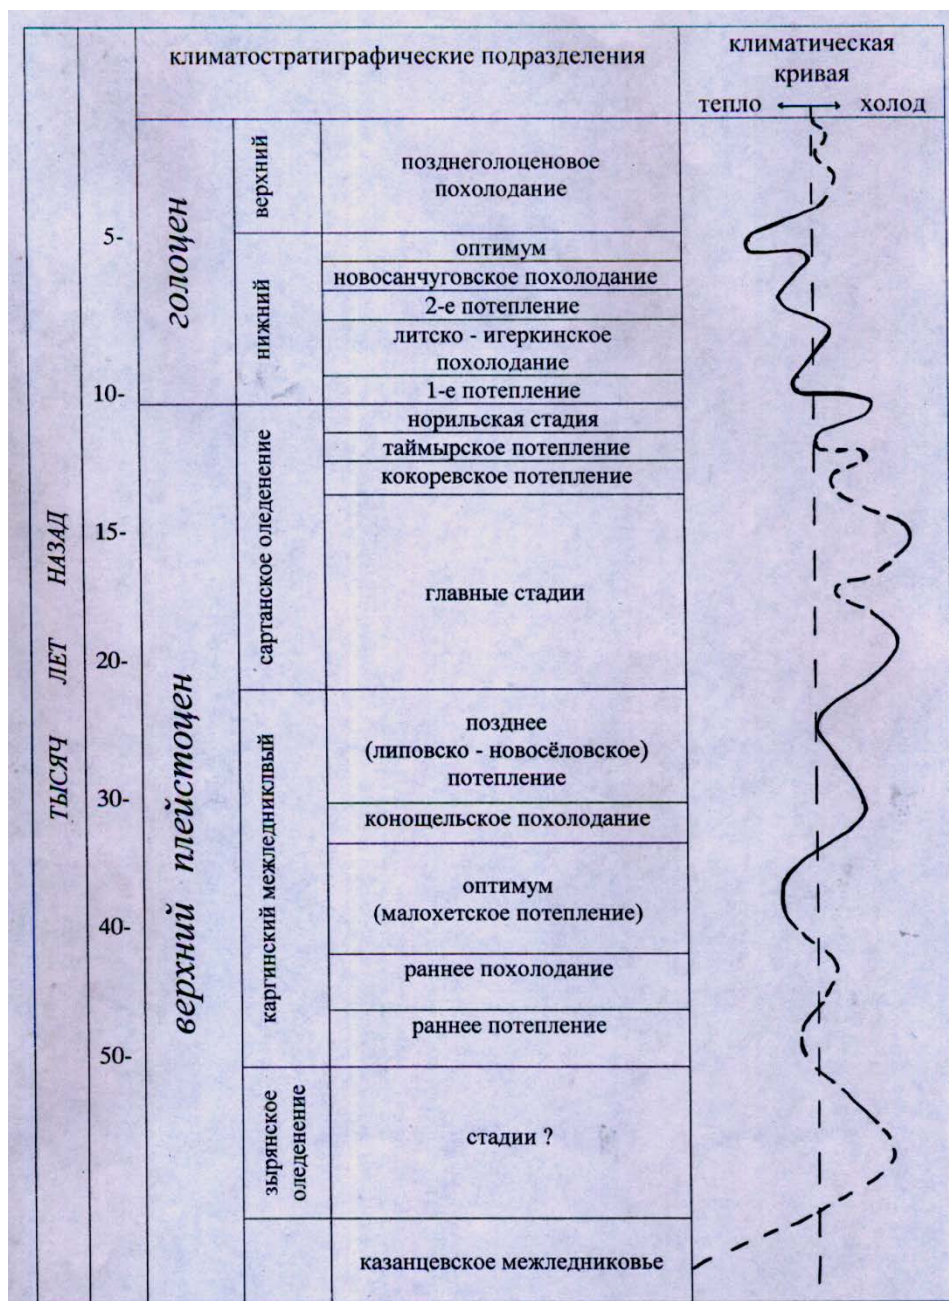 климатостратиграфические подразделения
климатическая
кривая
тепло
холод
ТЫСЯЧ ЛЕТ НАЗАД
5-
10-
15-
20-
30-
40-
50-
голоцен
верхний плейстоцен
верхний
нижний
сартанское оледенение
каргинский межледниклвый
зырянское
оледенение
позднеголоценовое
похолодание
оптимум
новосанчуговское похолодание
2-е потепление
литско - игеркинское
похолодание
1-е потепление
норильская стадия
таймырское потепление
кокоревское потепление
главные стадии
позднее
(липовско - новосёловское)
потепление
конощельское похолодание
оптимум
(малохетское потепление)
раннее похолодание
раннее потепление
стадии ?
казанцевское межледниковье